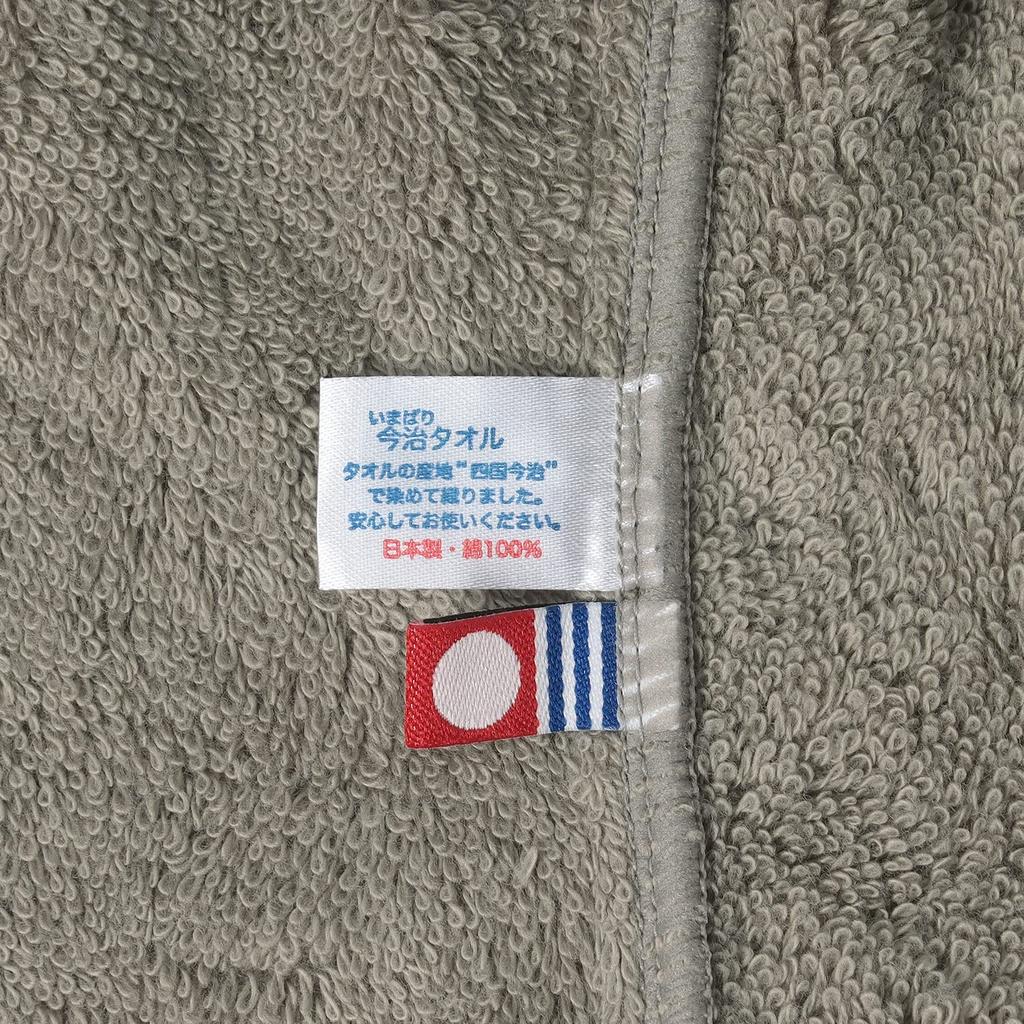 いまばり
今治タオル
タオルの産地"四国今治"
で染めて織りました。
安心してお使いください。
日本製・綿100%